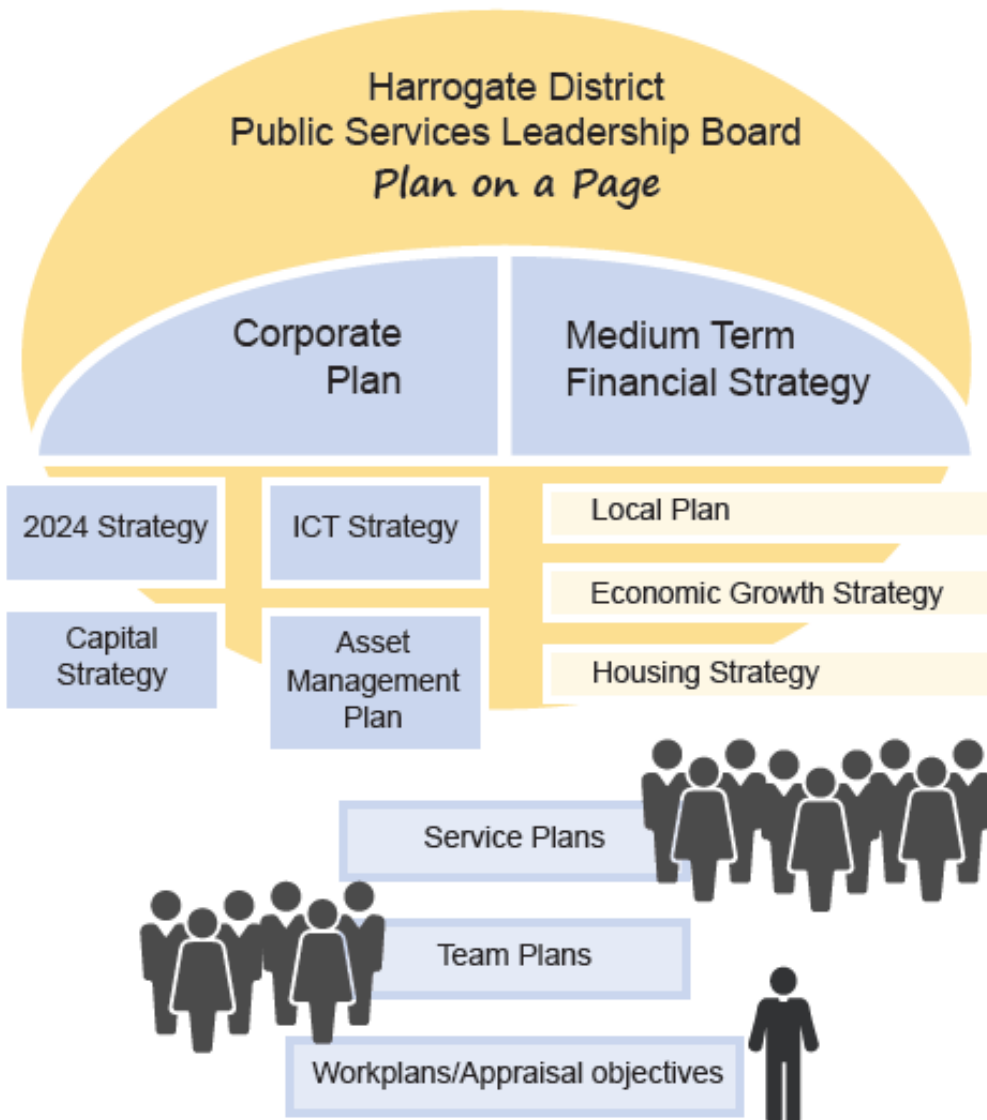 Harrogate District
Public Services Leadership Board
Plan on a Page
Corporate
Plan
Medium Term
Financial Strategy
2024 Strategy
ICT Strategy
Local Plan
Economic Growth Strategy
Capital
Strategy
Asset
Management
Plan
Housing Strategy
Service Plans
Team Plans
Workplans/Appraisal objectives